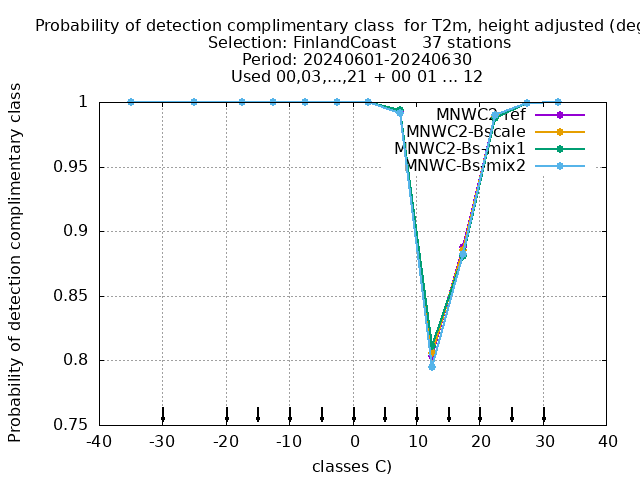 Probability of detection complimentary class  for T2m, height adjusted (deg
Selection: FinlandCoast     37 stations
Period: 20240601-20240630
Used 00,03,...,21 + 00 01 ... 12
Probability of detection complimentary class
1
0.95
0.9
0.85
0.8
0.75
MNWC2-ref
MNWC2-Bscale
MNWC2-Bs-mix1
MNWC-Bs-mix2
-40
-30
-20
-10
0
10
20
30
40
classes C)